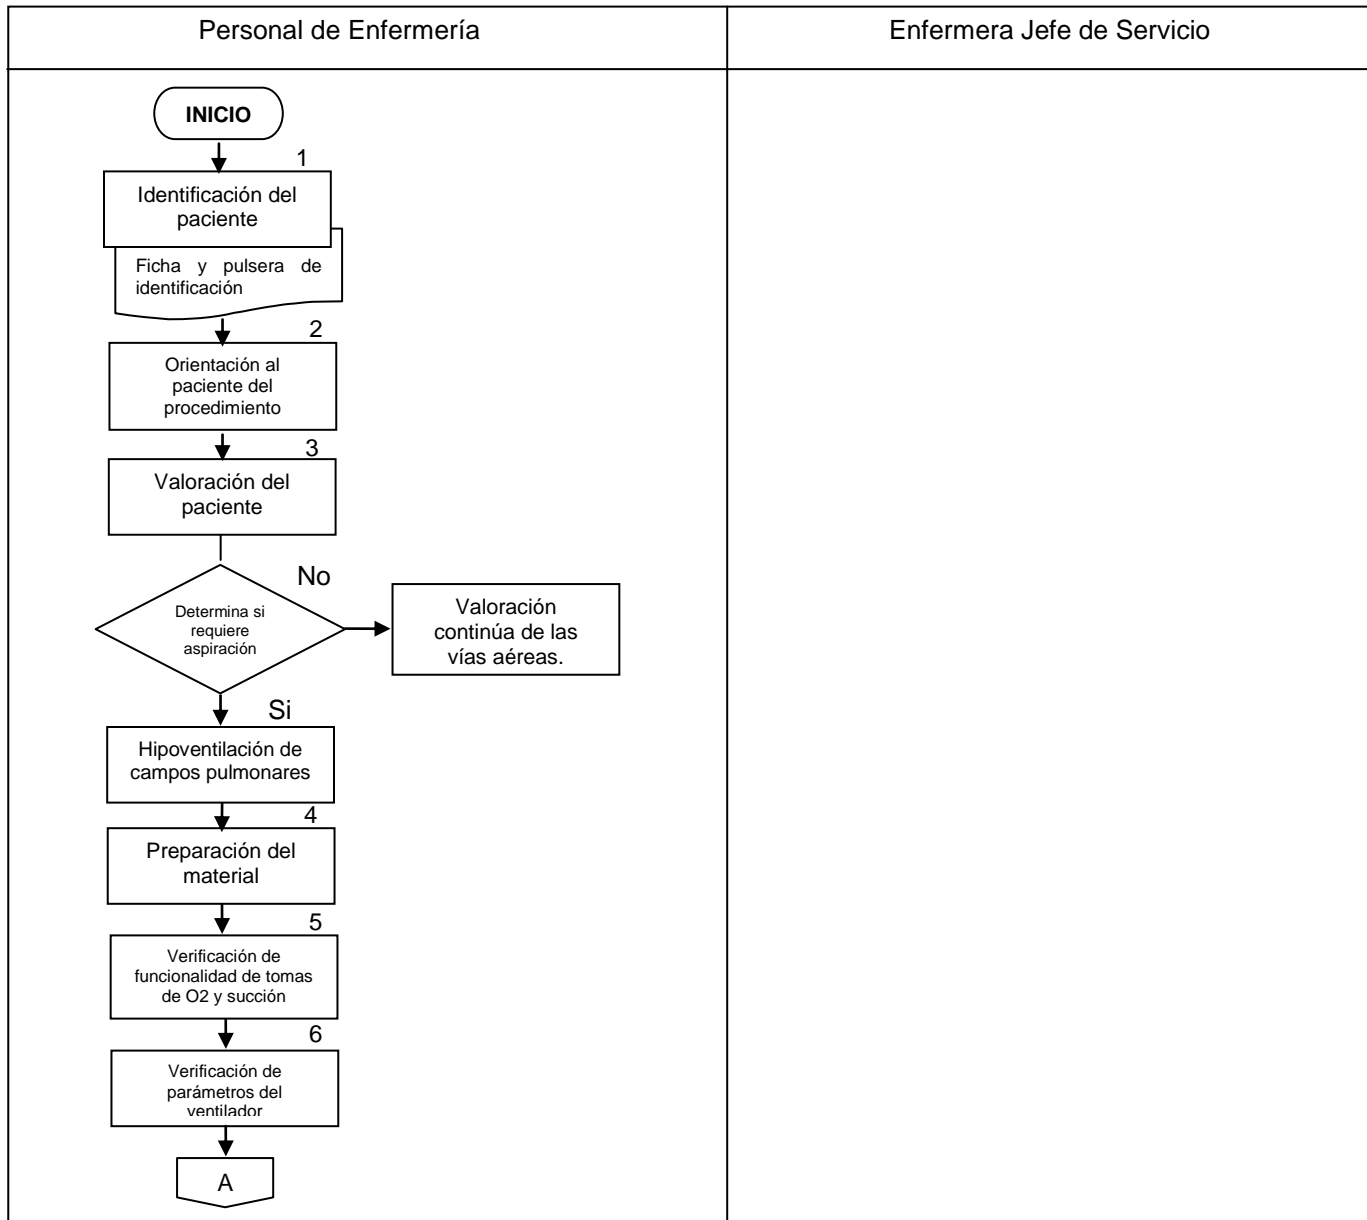 Personal de Enfermería
Enfermera Jefe de Servicio
INICIO
1
Identificación del
paciente
Ficha y pulsera de
identificación
2
Orientación al
paciente del
procedimiento
3
Valoración del
paciente
No
Determina si
requiere
aspiración
Valoración
continúa de las
vías aéreas.
Si
Hipoventilación de
campos pulmonares
4
Preparación del
material
5
Verificación de
funcionalidad de tomas
de O2 y succión
6
Verificación de
parámetros del
ventilador
A